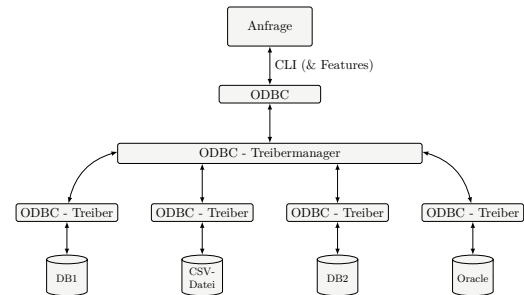 Anfrage
CLI (& Features)
ODBC
ODBC - Treibermanager
ODBC - Treiber
ODBC - Treiber
ODBC - Treiber
ODBC - Treiber
DB1
CSV-
Datei
DB2
Oracle